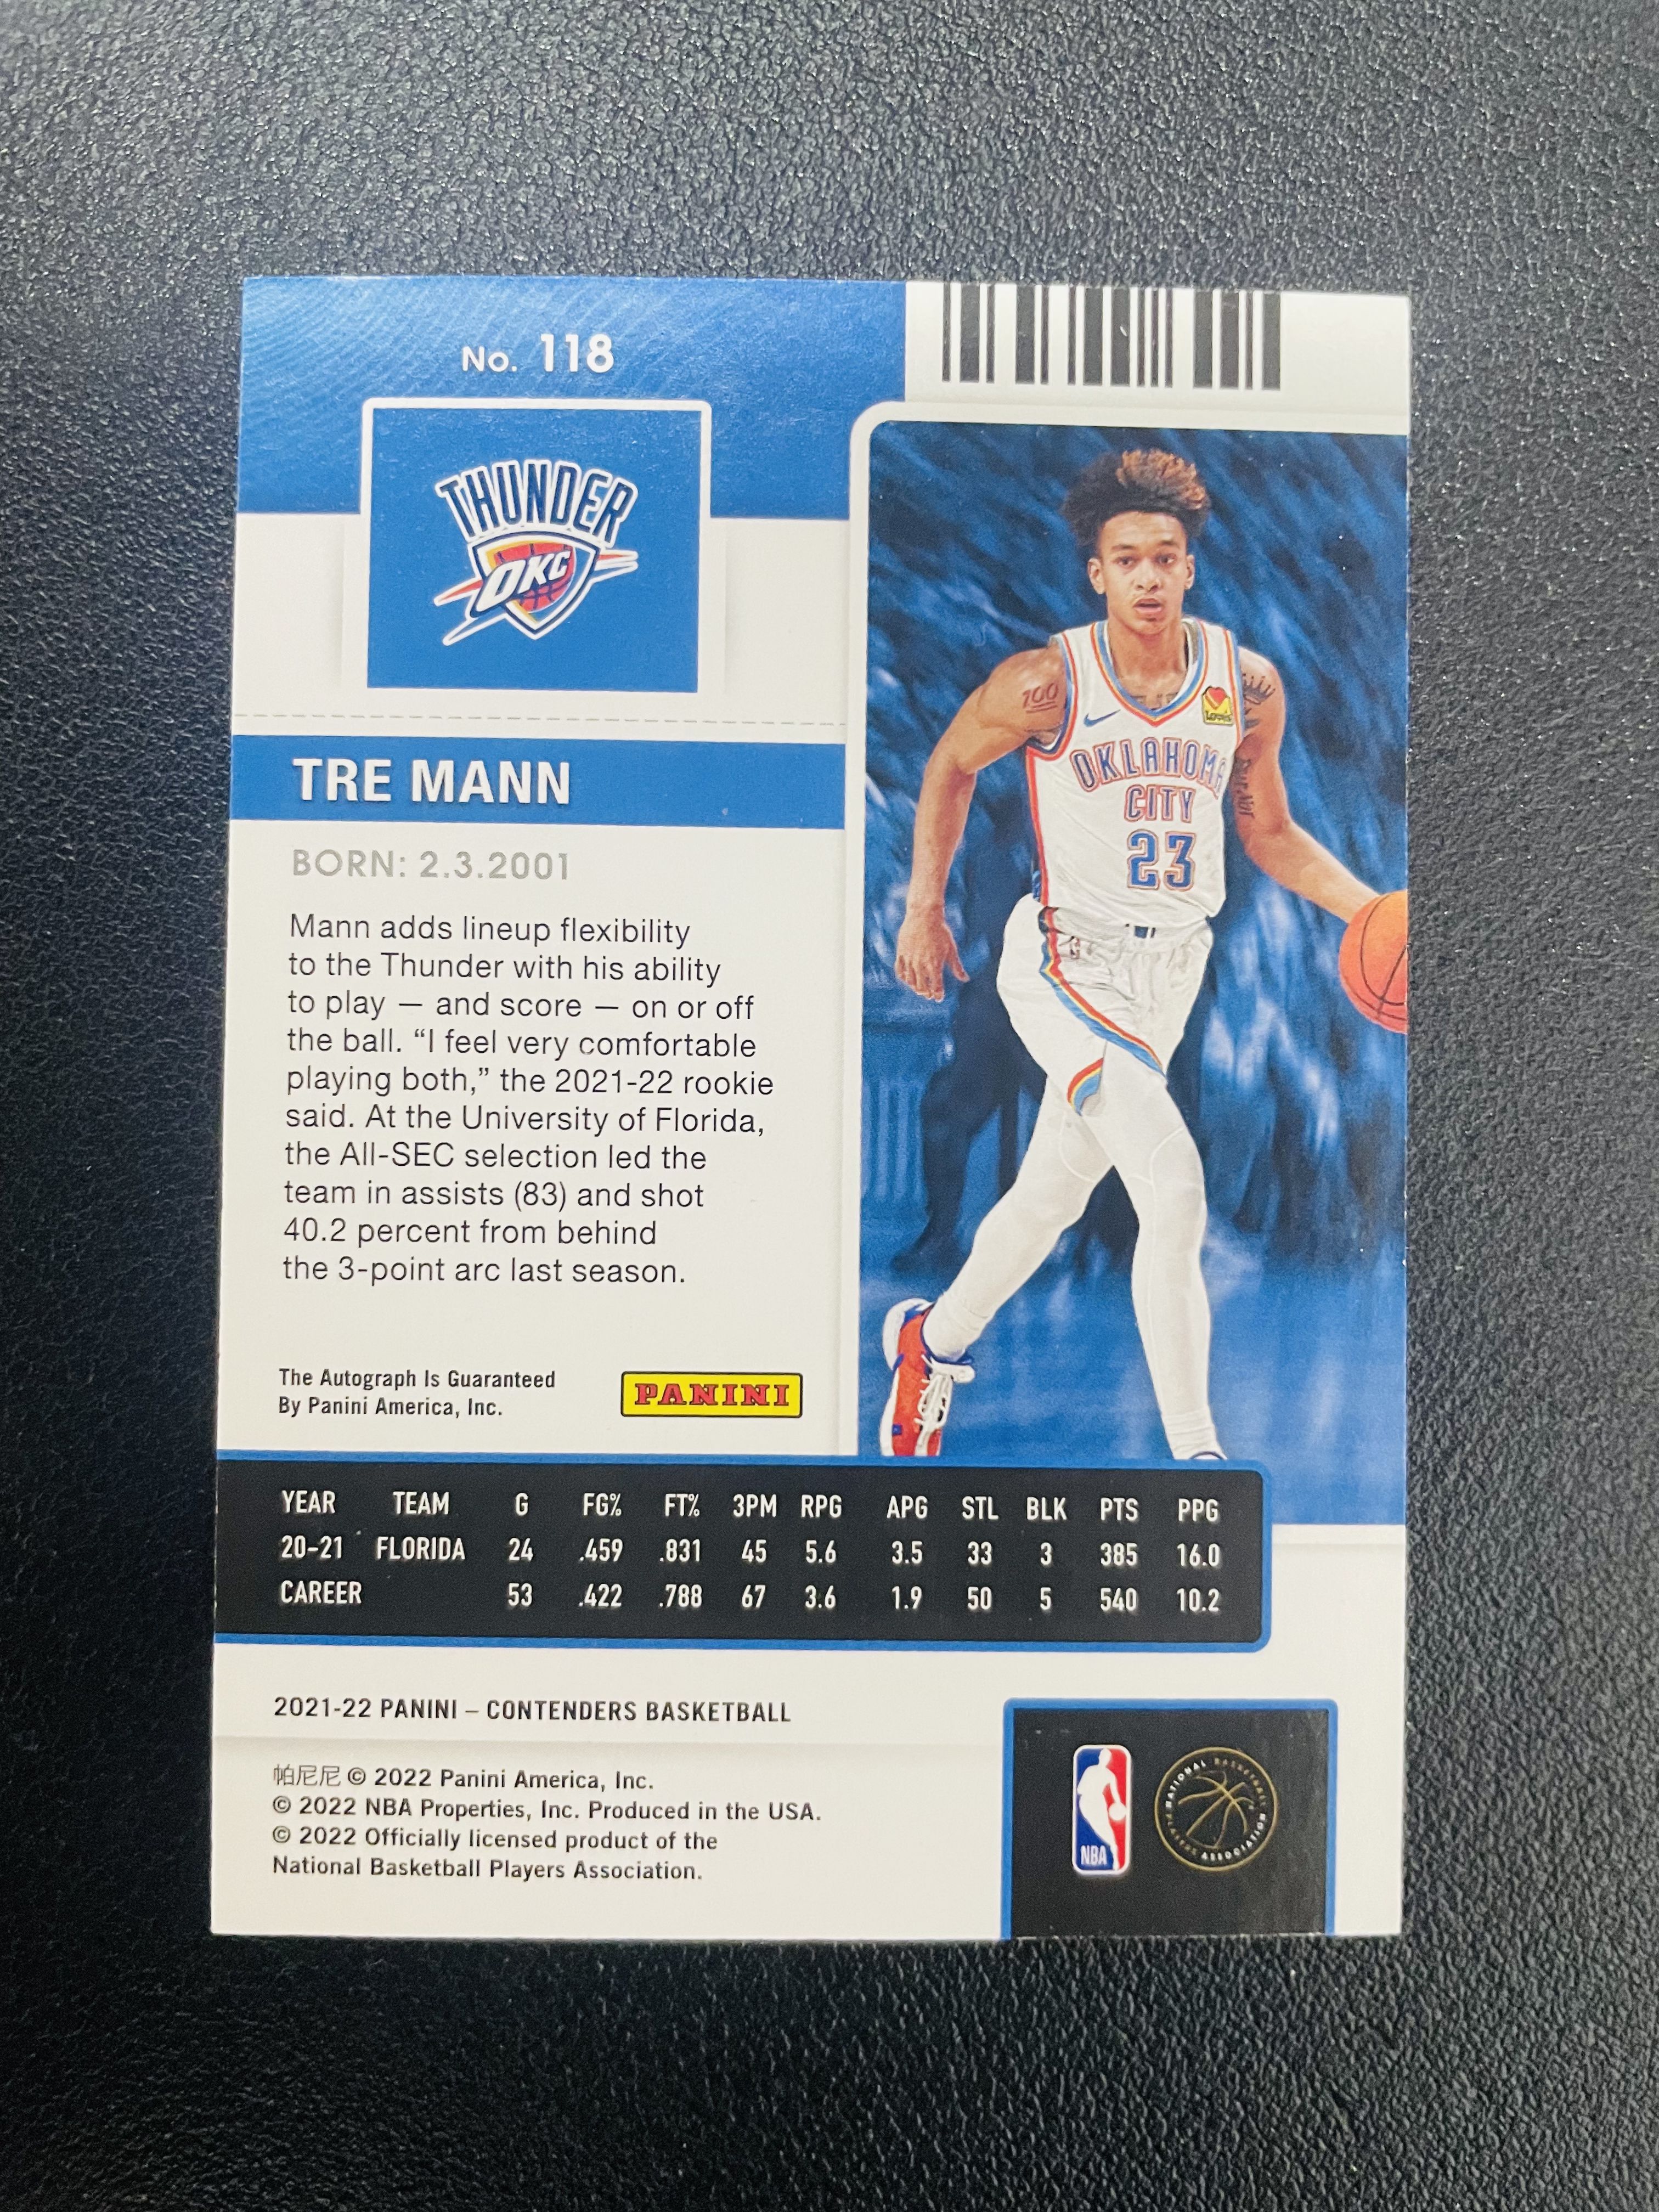 No. 118
THUNDER
OKC
TRE MANN
BORN: 2.3.2001
Mann adds lineup flexibility
to the Thunder with his ability
to play — and score — on or off
the ball. “I feel very comfortable
playing both,” the 2021-22 rookie
said. At the University of Florida,
the All-SEC selection led the
team in assists (83) and shot
40.2 percent from behind
the 3-point arc last season.
The Autograph Is Guaranteed
By Panini America, Inc.
PANINI
100
Love's
OKLAHOMA
CITY
23
YEAR TEAM G FG% FT% 3PM RPG APG STL BLK PTS PPG
20-21 FLORIDA 24 .459 .831 45 5.6 3.5 33 3 385 16.0
CAREER 53 .422 .788 67 3.6 1.9 50 5 540 10.2
2021-22 PANINI – CONTENDERS BASKETBALL
帕尼尼 © 2022 Panini America, Inc.
© 2022 NBA Properties, Inc. Produced in the USA.
© 2022 Officially licensed product of the
National Basketball Players Association.
NBA
NATIONAL BASKETBALL
PLAYERS ASSOCIATION